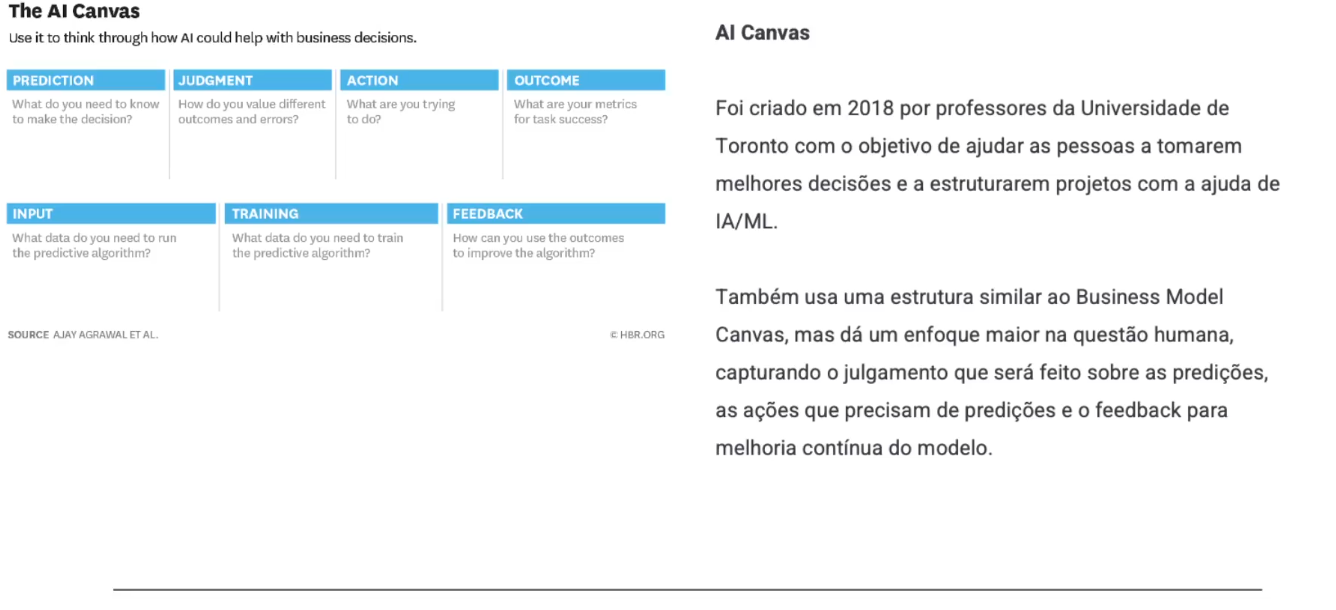 The AI Canvas
Use it to think through how AI could help with business decisions.
PREDICTION
What do you need to know
to make the decision?
JUDGMENT
How do you value different
outcomes and errors?
ACTION
What are you trying
to do?
OUTCOME
What are your metrics
for task success?
INPUT
What data do you need to run
the predictive algorithm?
TRAINING
What data do you need to train
the predictive algorithm?
FEEDBACK
How can you use the outcomes
to improve the algorithm?
SOURCE AJAY AGRAWAL ET AL.
© HBR.ORG
AI Canvas
Foi criado em 2018 por professores da Universidade de
Toronto com o objetivo de ajudar as pessoas a tomarem
melhores decisões e a estruturarem projetos com a ajuda de
IA/ML.
Também usa uma estrutura similar ao Business Model
Canvas, mas dá um enfoque maior na questão humana,
capturando o julgamento que será feito sobre as predições,
as ações que precisam de predições e o feedback para
melhoria contínua do modelo.